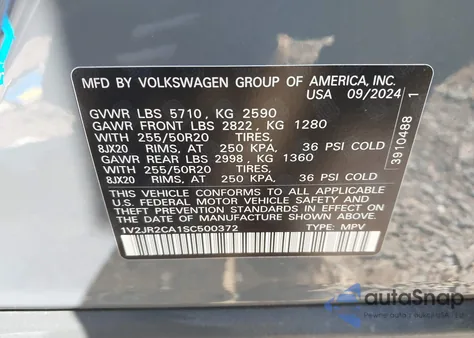 MFD BY VOLKSWAGEN GROUP OF AMERICA, INC.
USA 09/2024
GVWR LBS 5710, KG 2590
GAWR FRONT LBS 2822, KG 1280
WITH 255/50R20 TIRES,
8JX20 RIMS, AT 250 KPA, 36 PSI COLD
GAWR REAR LBS 2998, KG 1360
WITH 255/50R20 TIRES,
8JX20 RIMS, AT 250 KPA, 36 PSI COLD
THIS VEHICLE CONFORMS TO ALL APPLICABLE
U.S. FEDERAL MOTOR VEHICLE SAFETY AND
THEFT PREVENTION STANDARDS IN EFFECT ON THE
DATE OF MANUFACTURE SHOWN ABOVE
1V2JR2CA1SC500372 TYPE: MPV
3910488 1
autoSnap